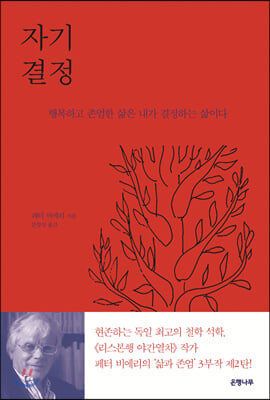 자기
결정
행복하고 존엄한 삶은 내가 결정하는 삶이다
페터 비에리 지음
문항심 옮김
현존하는 독일 최고의 철학 석학,
《리스본행 야간열차》 작가
페터 비에리의 '삶과 존엄' 3부작 제2탄!
은행나무